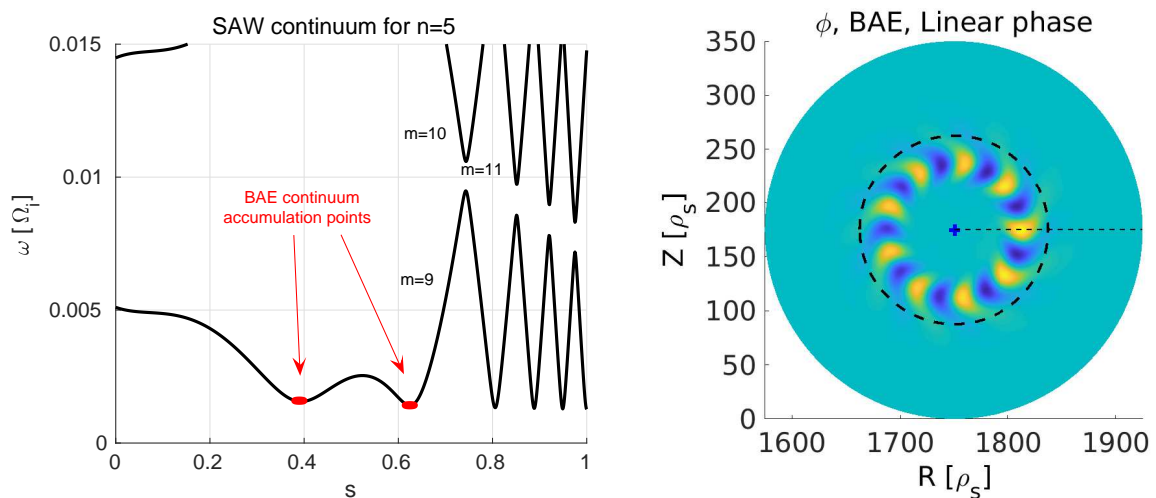 SAW continuum for n=5
0.015
0.01
0.005
0
0
0.2
0.4
0.6
0.8
1
ω [Ω_i]
s
m=10
m=11
m=9
BAE continuum
accumulation points
ϕ, BAE, Linear phase
350
300
250
200
150
100
50
0
1600
1700
1800
1900
Z [ρ_s]
R [ρ_s]